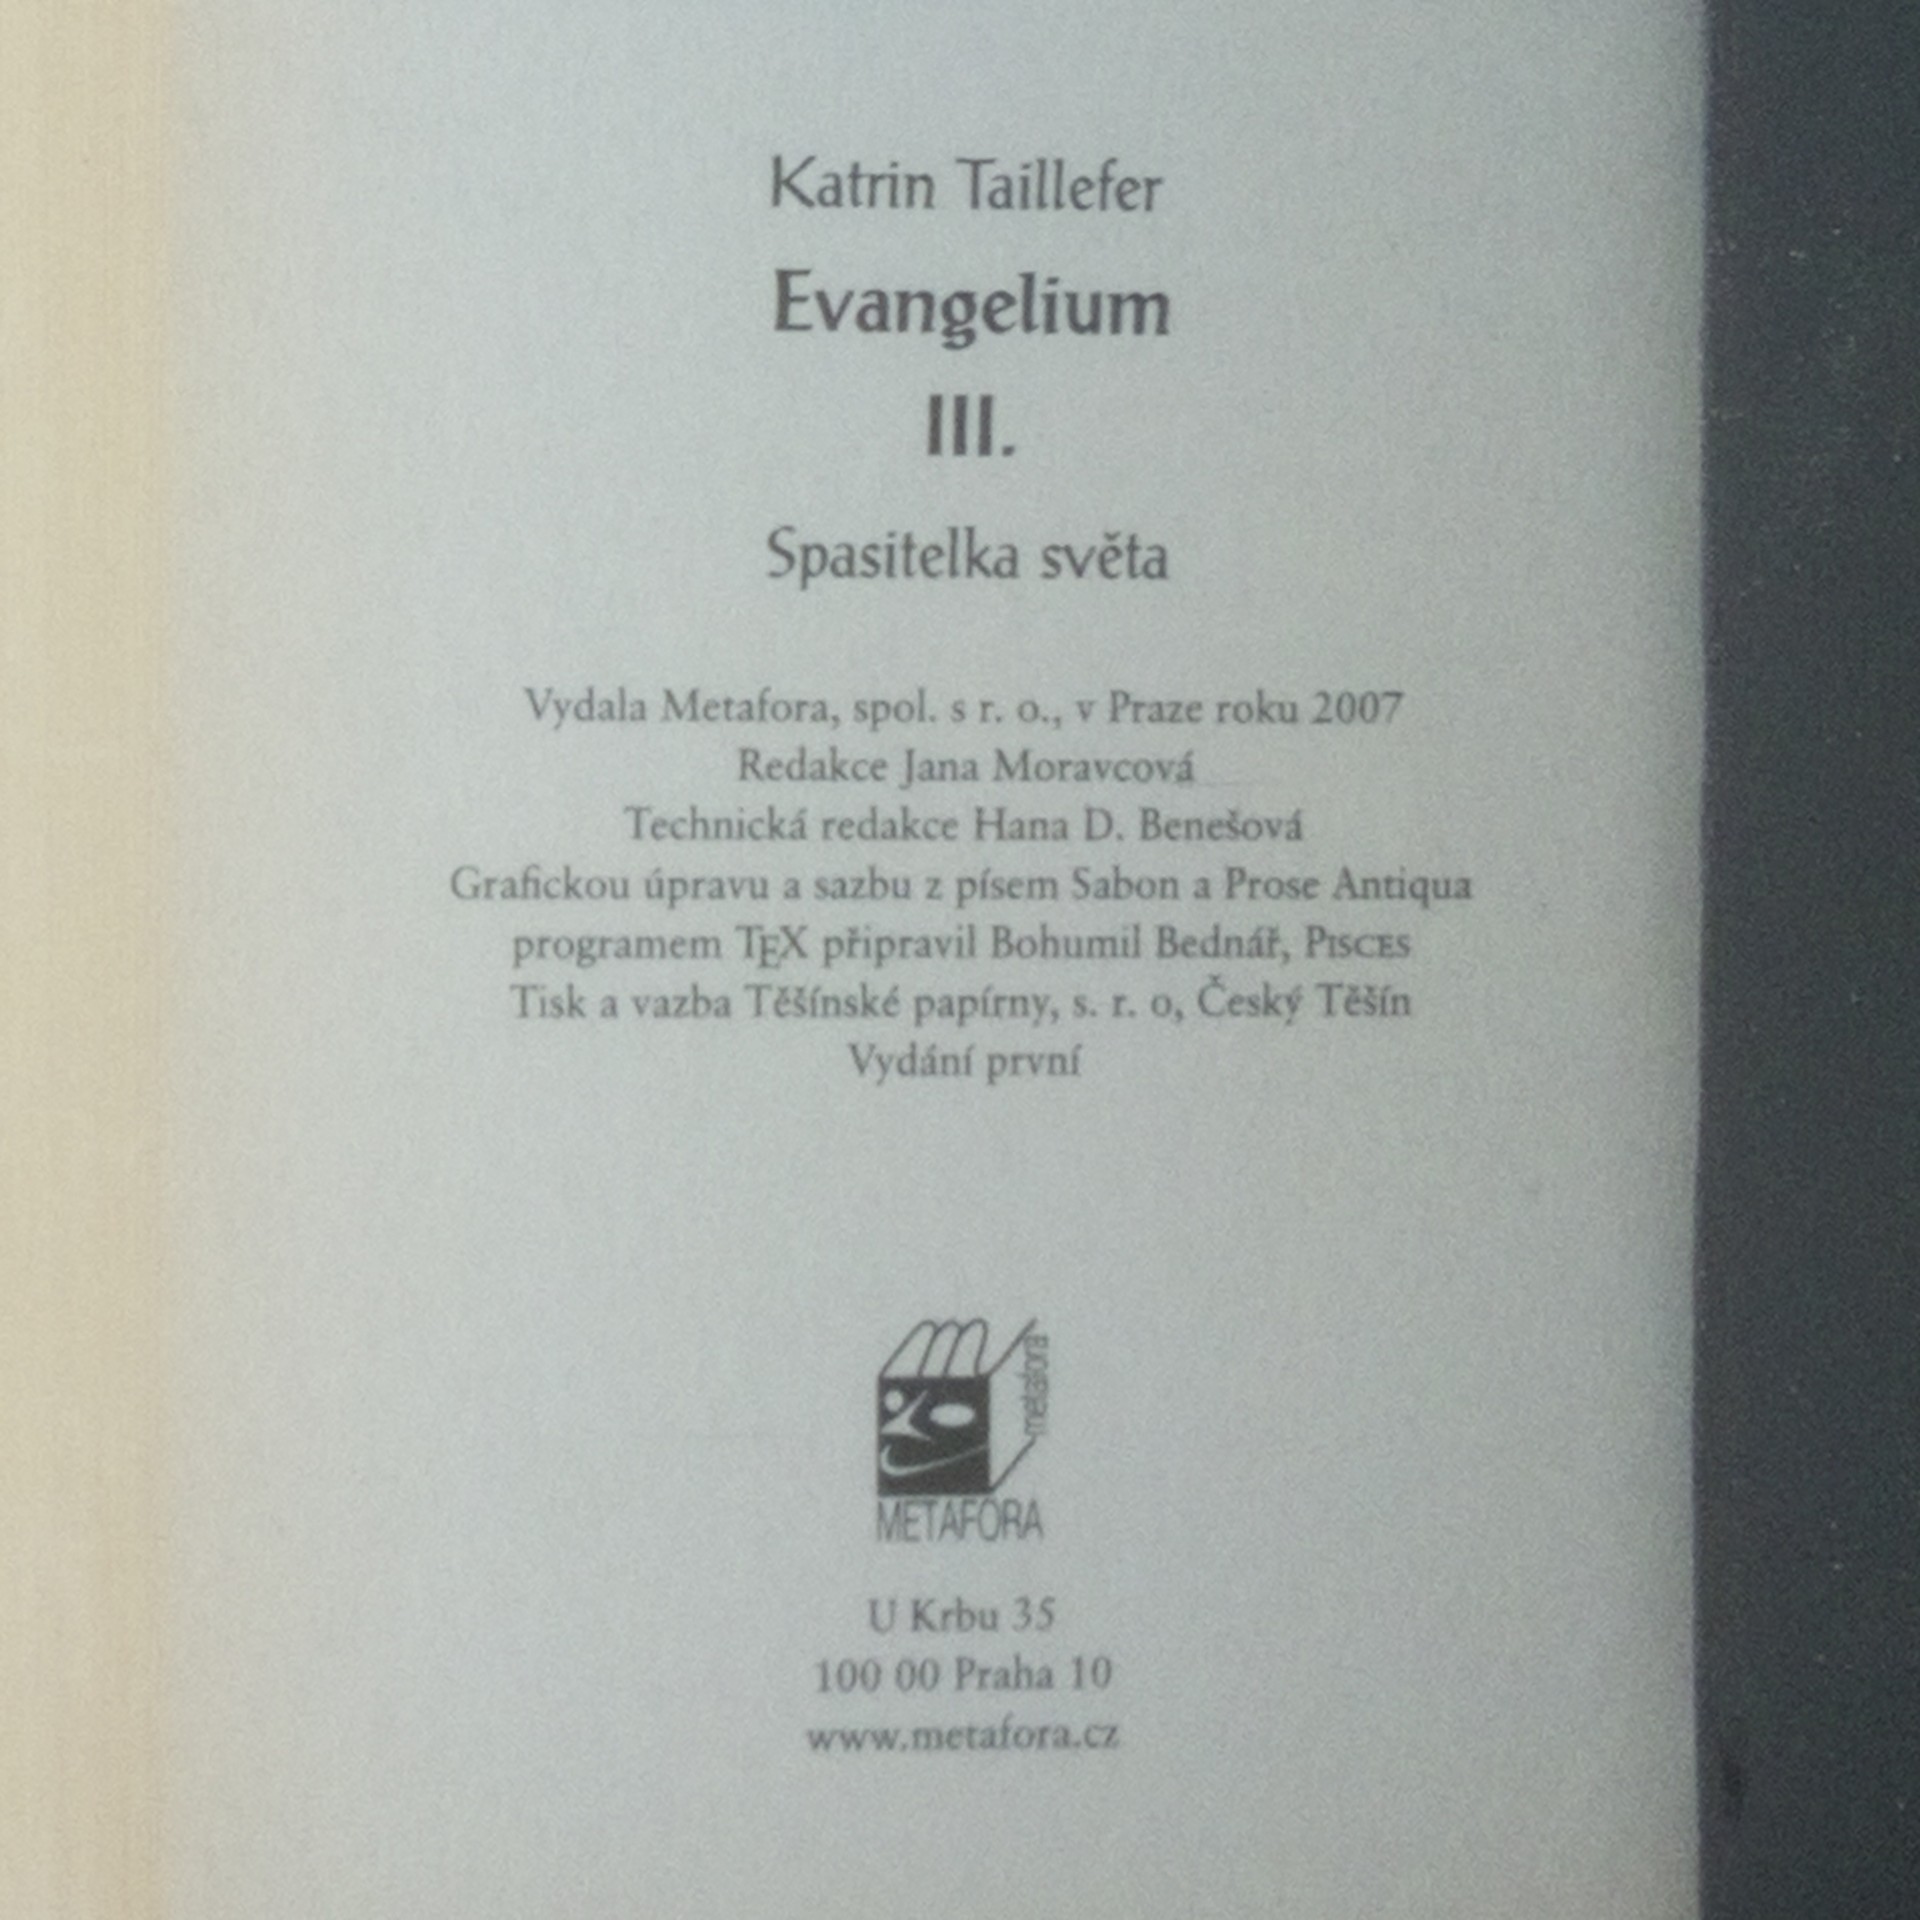 Katrin Taillefer
Evangelium
III.
Spasitelka světa
Vydala Metafora, spol. s r. o., v Praze roku 2007
Redakce Jana Moravcová
Technická redakce Hana D. Benešová
Grafickou úpravu a sazbu z písem Sabon a Prose Antiqua
programem TEX připravil Bohumil Bednář, PISCES
Tisk a vazba Těšínské papírny, s. r. o, Český Těšín
Vydání první
metafora
METAFORA
U Krbu 35
100 00 Praha 10
www.metafora.cz